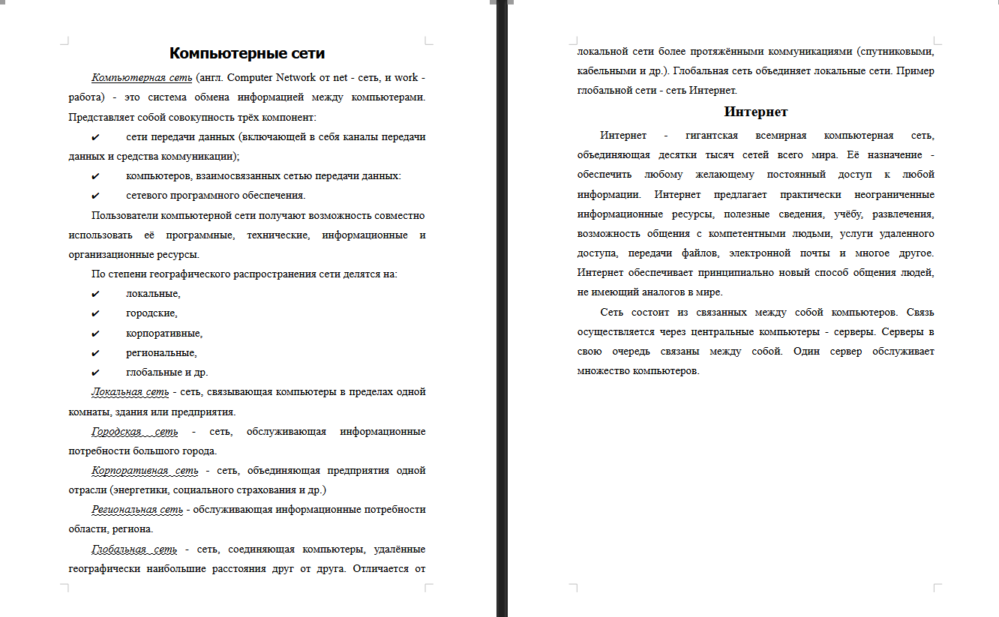 Компьютерные сети
Компьютерная сеть (англ. Computer Network от net - сеть, и work -
работа) - это система обмена информацией между компьютерами.
Представляет собой совокупность трёх компонент:
✔ сети передачи данных (включающей в себя каналы передачи
данных и средства коммуникации);
✔ компьютеров, взаимосвязанных сетью передачи данных:
✔ сетевого программного обеспечения.
Пользователи компьютерной сети получают возможность совместно
использовать её программные, технические, информационные и
организационные ресурсы.
По степени географического распространения сети делятся на:
✔ локальные,
✔ городские,
✔ корпоративные,
✔ региональные,
✔ глобальные и др.
Локальная сеть - сеть, связывающая компьютеры в пределах одной
комнаты, здания или предприятия.
Городская сеть - сеть, обслуживающая информационные
потребности большого города.
Корпоративная сеть - сеть, объединяющая предприятия одной
отрасли (энергетики, социального страхования и др.)
Региональная сеть - обслуживающая информационные потребности
области, региона.
Глобальная сеть - сеть, соединяющая компьютеры, удалённые
географически наибольшие расстояния друг от друга. Отличается от
локальной сети более протяжёнными коммуникациями (спутниковыми,
кабельными и др.). Глобальная сеть объединяет локальные сети. Пример
глобальной сети - сеть Интернет.
Интернет
Интернет - гигантская всемирная компьютерная сеть,
объединяющая десятки тысяч сетей всего мира. Её назначение -
обеспечить любому желающему постоянный доступ к любой
информации. Интернет предлагает практически неограниченные
информационные ресурсы, полезные сведения, учёбу, развлечения,
возможность общения с компетентными людьми, услуги удаленного
доступа, передачи файлов, электронной почты и многое другое.
Интернет обеспечивает принципиально новый способ общения людей,
не имеющий аналогов в мире.
Сеть состоит из связанных между собой компьютеров. Связь
осуществляется через центральные компьютеры - серверы. Серверы в
свою очередь связаны между собой. Один сервер обслуживает
множество компьютеров.